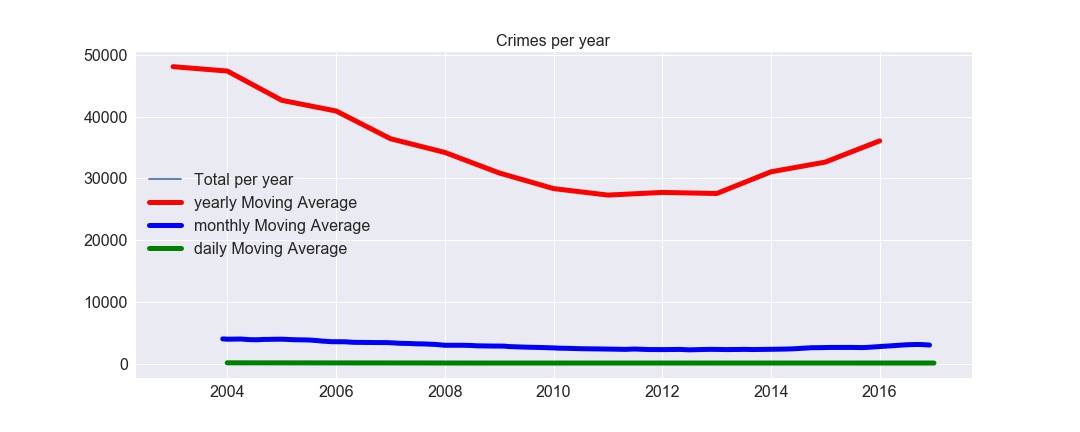 Crimes per year
50000
40000
30000
20000
10000
0
Total per year
yearly Moving Average
monthly Moving Average
daily Moving Average
2004 2006 2008 2010 2012 2014 2016